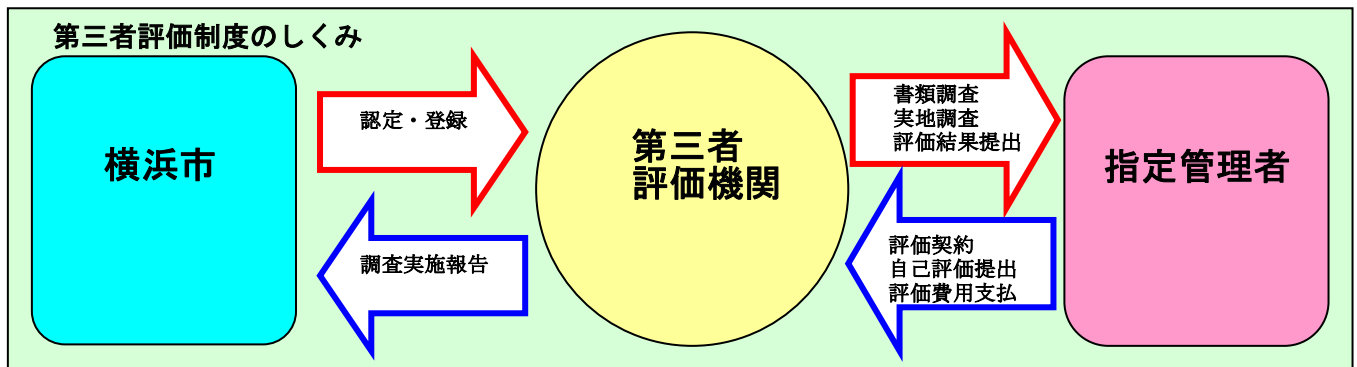 第三者評価制度のしくみ
横浜市
認定・登録
調査実施報告
第三者
評価機関
書類調査
実地調査
評価結果提出
評価契約
自己評価提出
評価費用支払
指定管理者